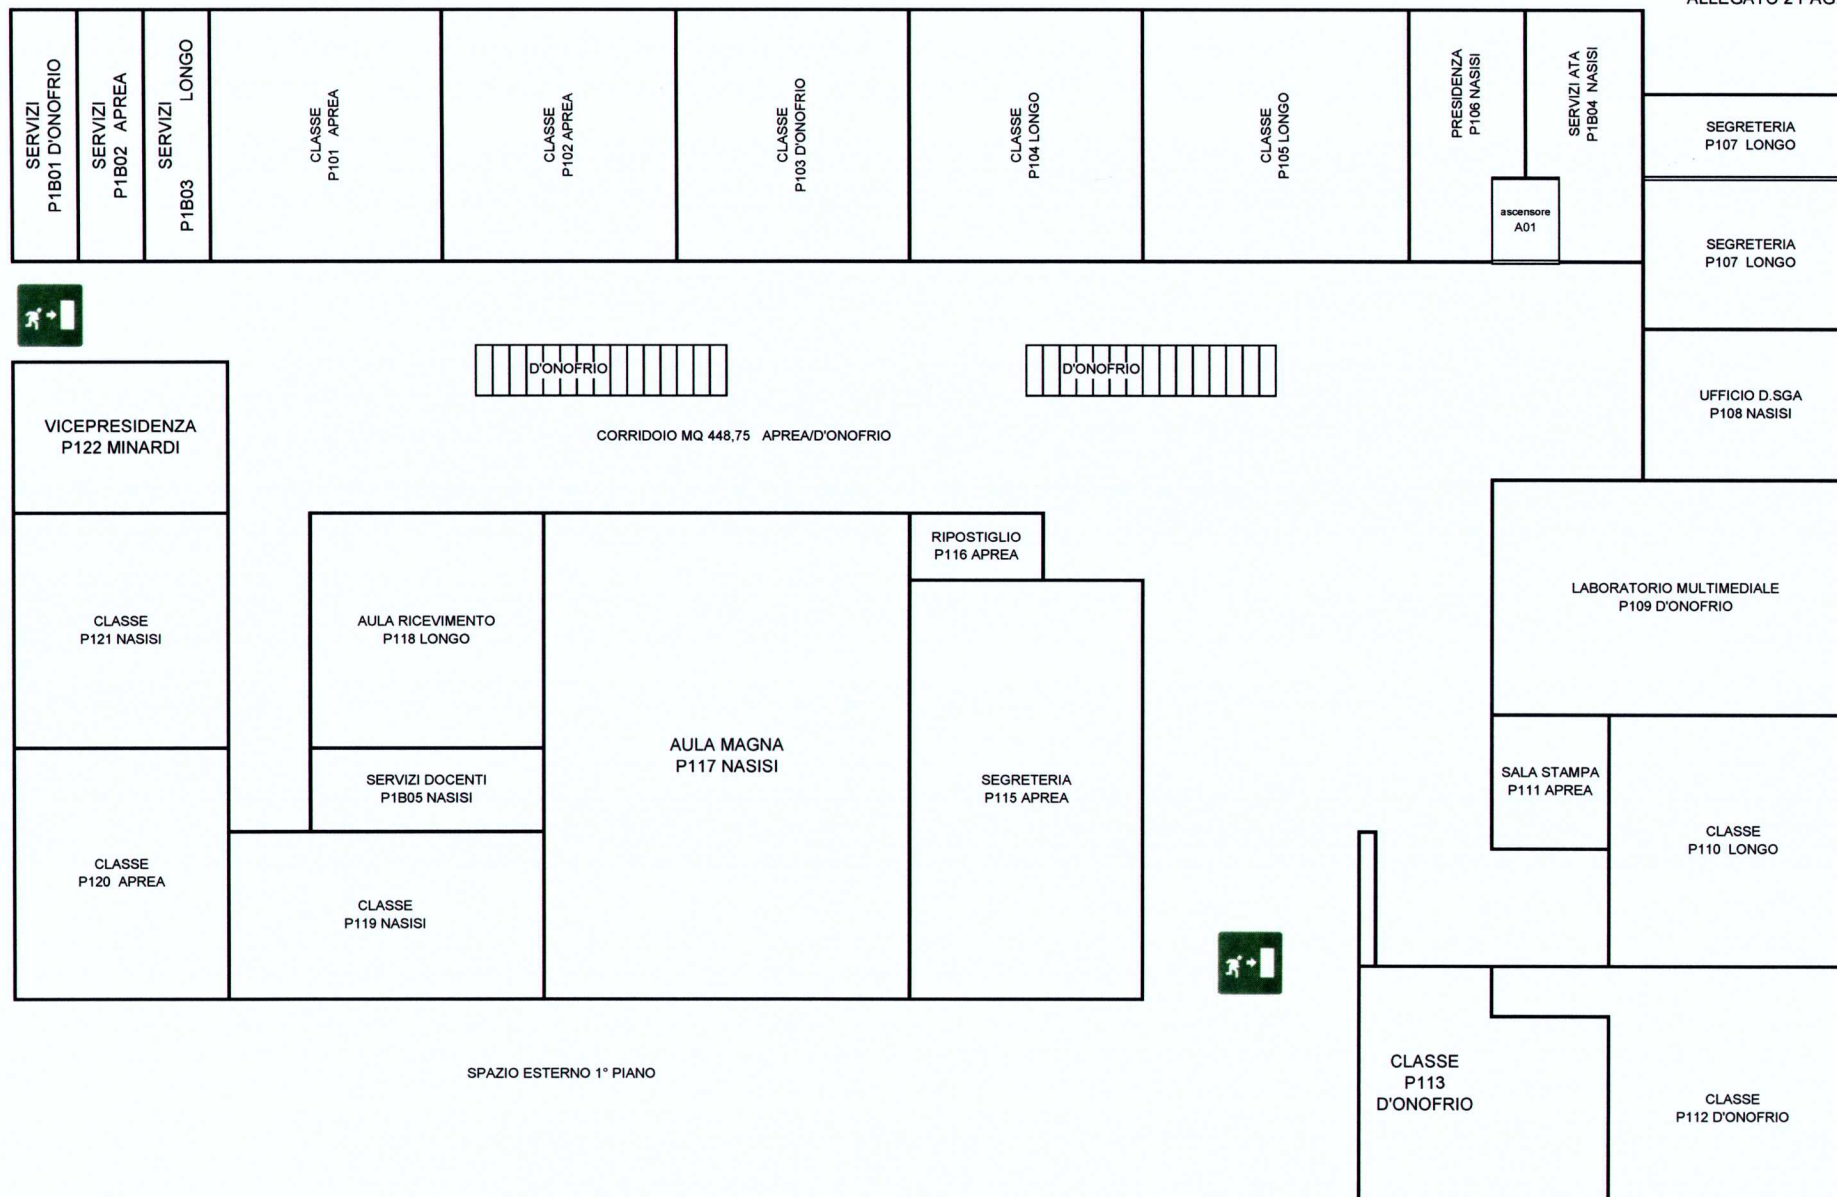 ALLEGATO 2 PAG
SERVIZI
P1B01 D'ONOFRIO
SERVIZI
P1B02 APREA
SERVIZI LONGO
P1B03
CLASSE
P101 APREA
CLASSE
P102 APREA
CLASSE
P103 D'ONOFRIO
CLASSE
P104 LONGO
CLASSE
P105 LONGO
PRESIDENZA
P106 NASISI
SERVIZI ATA
P1B04 NASISI
SEGRETERIA
P107 LONGO
ascensore
A01
SEGRETERIA
P107 LONGO
D'ONOFRIO
D'ONOFRIO
UFFICIO D.SGA
P108 NASISI
VICEPRESIDENZA
P122 MINARDI
CORRIDOIO MQ 448,75 APREA/D'ONOFRIO
RIPOSTIGLIO
P116 APREA
CLASSE
P121 NASISI
AULA RICEVIMENTO
P118 LONGO
LABORATORIO MULTIMEDIALE
P109 D'ONOFRIO
AULA MAGNA
P117 NASISI
SERVIZI DOCENTI
P1B05 NASISI
SEGRETERIA
P115 APREA
SALA STAMPA
P111 APREA
CLASSE
P110 LONGO
CLASSE
P120 APREA
CLASSE
P119 NASISI
SPAZIO ESTERNO 1° PIANO
CLASSE
P113
D'ONOFRIO
CLASSE
P112 D'ONOFRIO